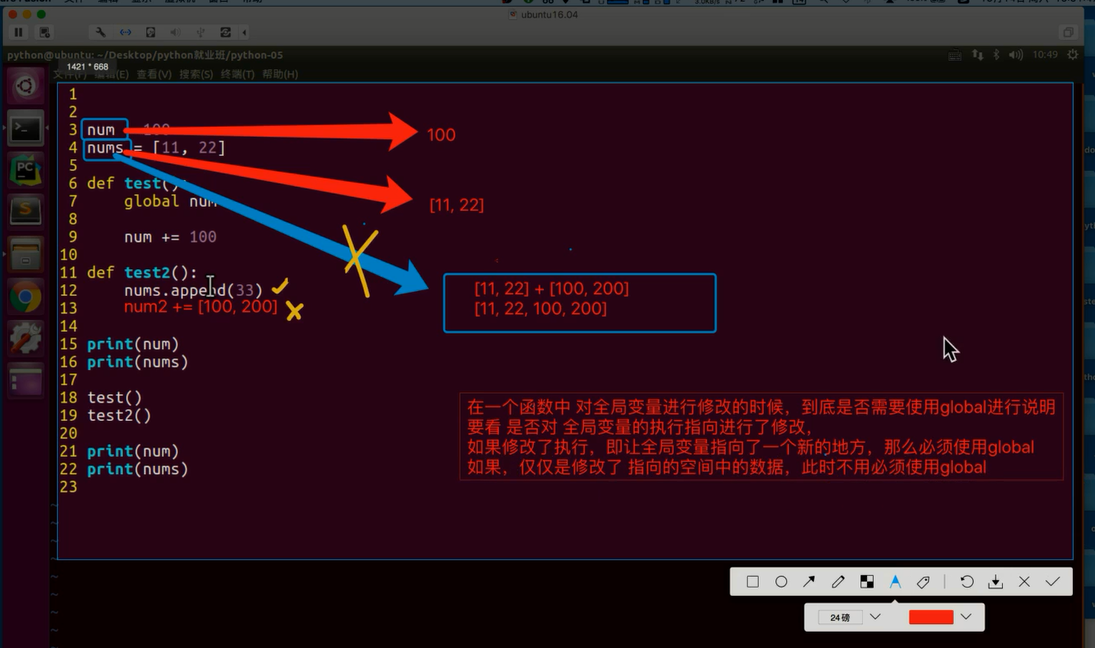 ubuntu16.04
python@ubuntu: ~/Desktop/python就业班/python-05
10:49
1421 * 668
编辑(E) 查看(V) 搜索(S) 终端(T) 帮助(H)
1
2
3 num 100
100
4 nums = [11, 22]
5
6 def test():
[11, 22]
7 global num
8
9 num += 100
10
11 def test2():
12 nums.append(33)
[11, 22] + [100, 200]
13 num2 += [100, 200]
[11, 22, 100, 200]
14
15 print(num)
16 print(nums)
17
18 test()
19 test2()
20
21 print(num)
22 print(nums)
23
在一个函数中 对全局变量进行修改的时候，到底是否需要使用global进行说明
要看 是否对 全局变量的执行指向进行了修改，
如果修改了执行，即让全局变量指向了一个新的地方，那么必须使用global
如果，仅仅是修改了 指向的空间中的数据，此时不用必须使用global
24 磅